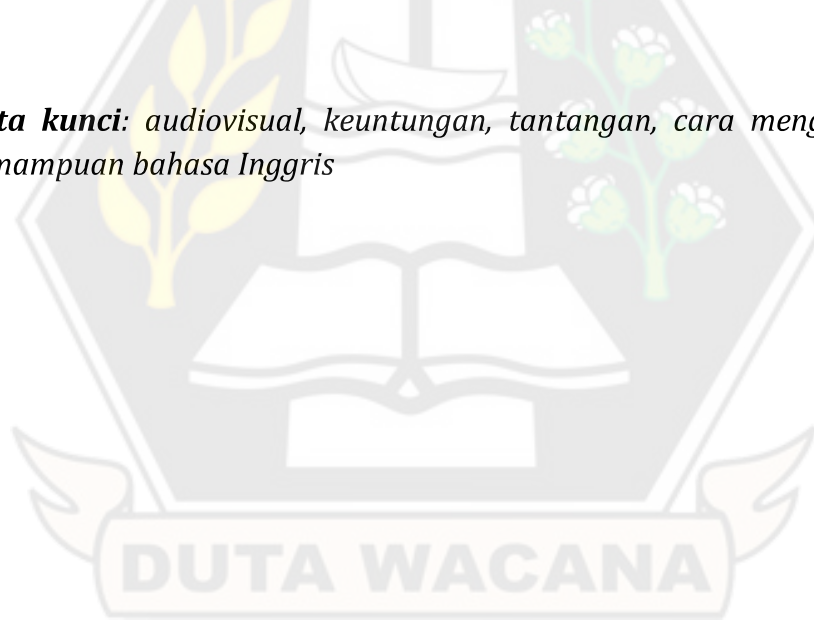 ta kunci: audiovisual, keuntungan, tantangan, cara meng
mampuan bahasa Inggris
DUTA WACANA